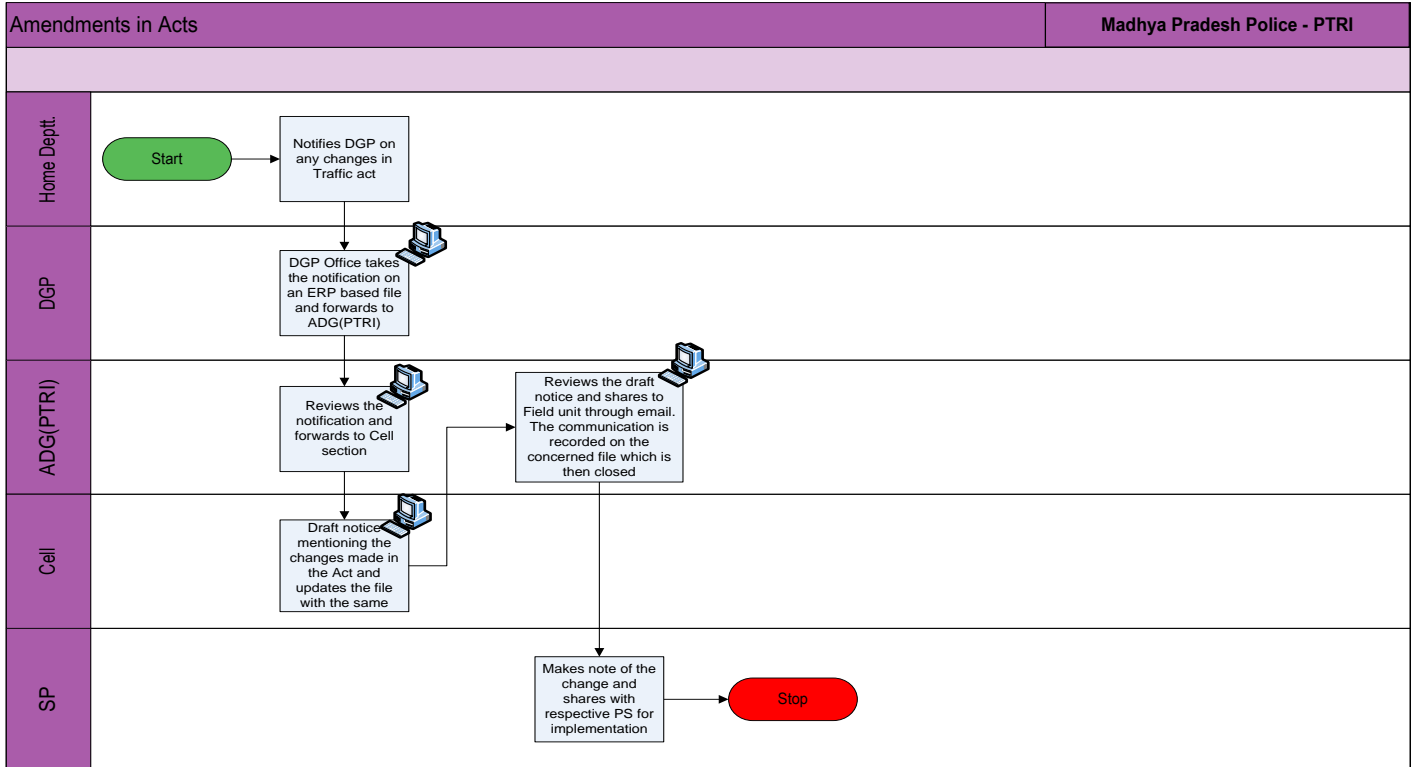 Amendments in Acts
Madhya Pradesh Police - PTRI
Home Deptt.
Start
Notifies DGP on
any changes in
Traffic act
DGP
DGP Office takes
the notification on
an ERP based file
and forwards to
ADG(PTRI)
ADG(PTRI)
Reviews the
notification and
forwards to Cell
section
Reviews the draft
notice and shares to
Field unit through email.
The communication is
recorded on the
concerned file which is
then closed
Cell
Draft notice
mentioning the
changes made in
the Act and
updates the file
with the same
SP
Makes note of the
change and
shares with
respective PS for
implementation
Stop